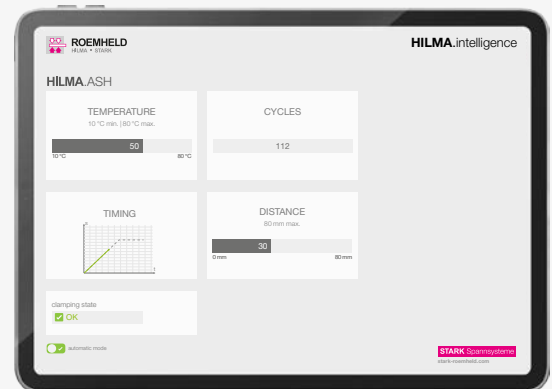 ROEMHELD
HILMA • STARK
HILMA.intelligence
HILMA.ASH
TEMPERATURE
10 °C min. | 80 °C max.
50
10 °C
80 °C
CYCLES
112
TIMING
s
t
DISTANCE
80 mm max.
30
0 mm
80 mm
clamping state
OK
automatic mode
STARK Spannsysteme
stark-roemheld.com